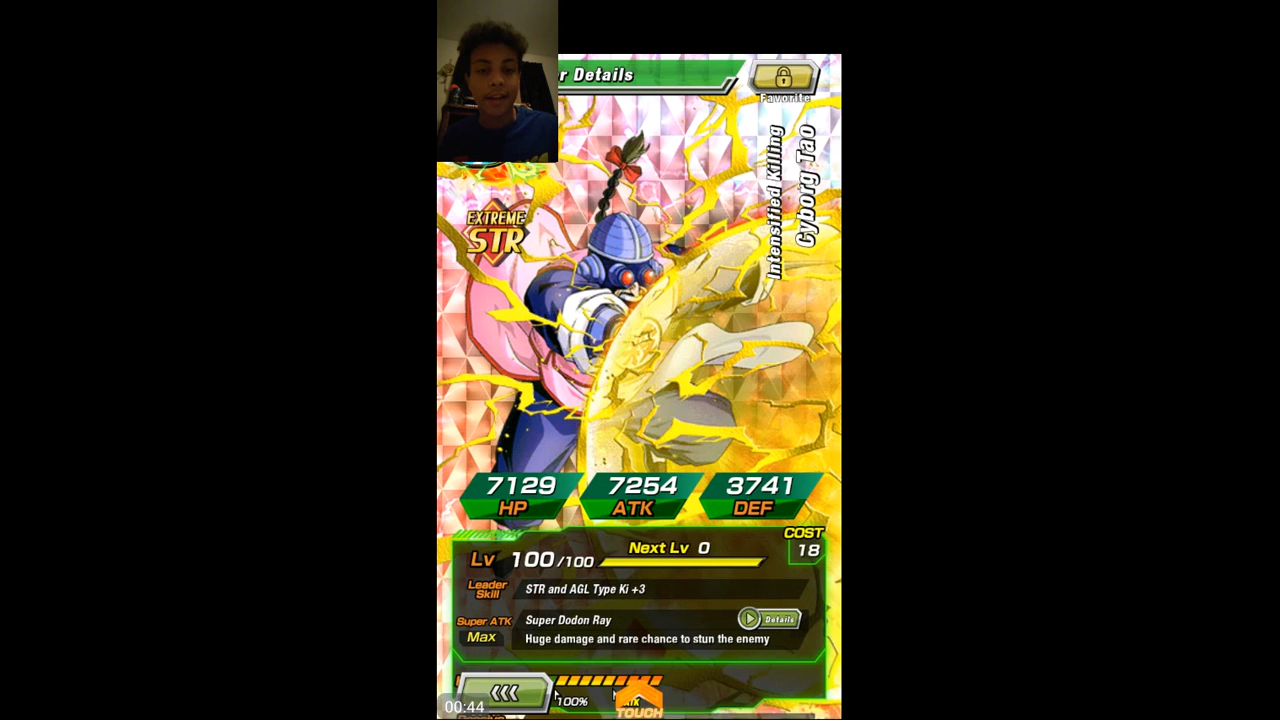 r Details
Favorite
Intensified Killing
Cyborg Tao
EXTREME
STR
7129
HP
7254
ATK
3741
DEF
COST
18
Next Lv 0
Lv 100/100
Leader
Skill
STR and AGL Type Ki +3
Super ATK
Super Dodon Ray
Details
Max
Huge damage and rare chance to stun the enemy
100%
ATK
TOUCH
00:44